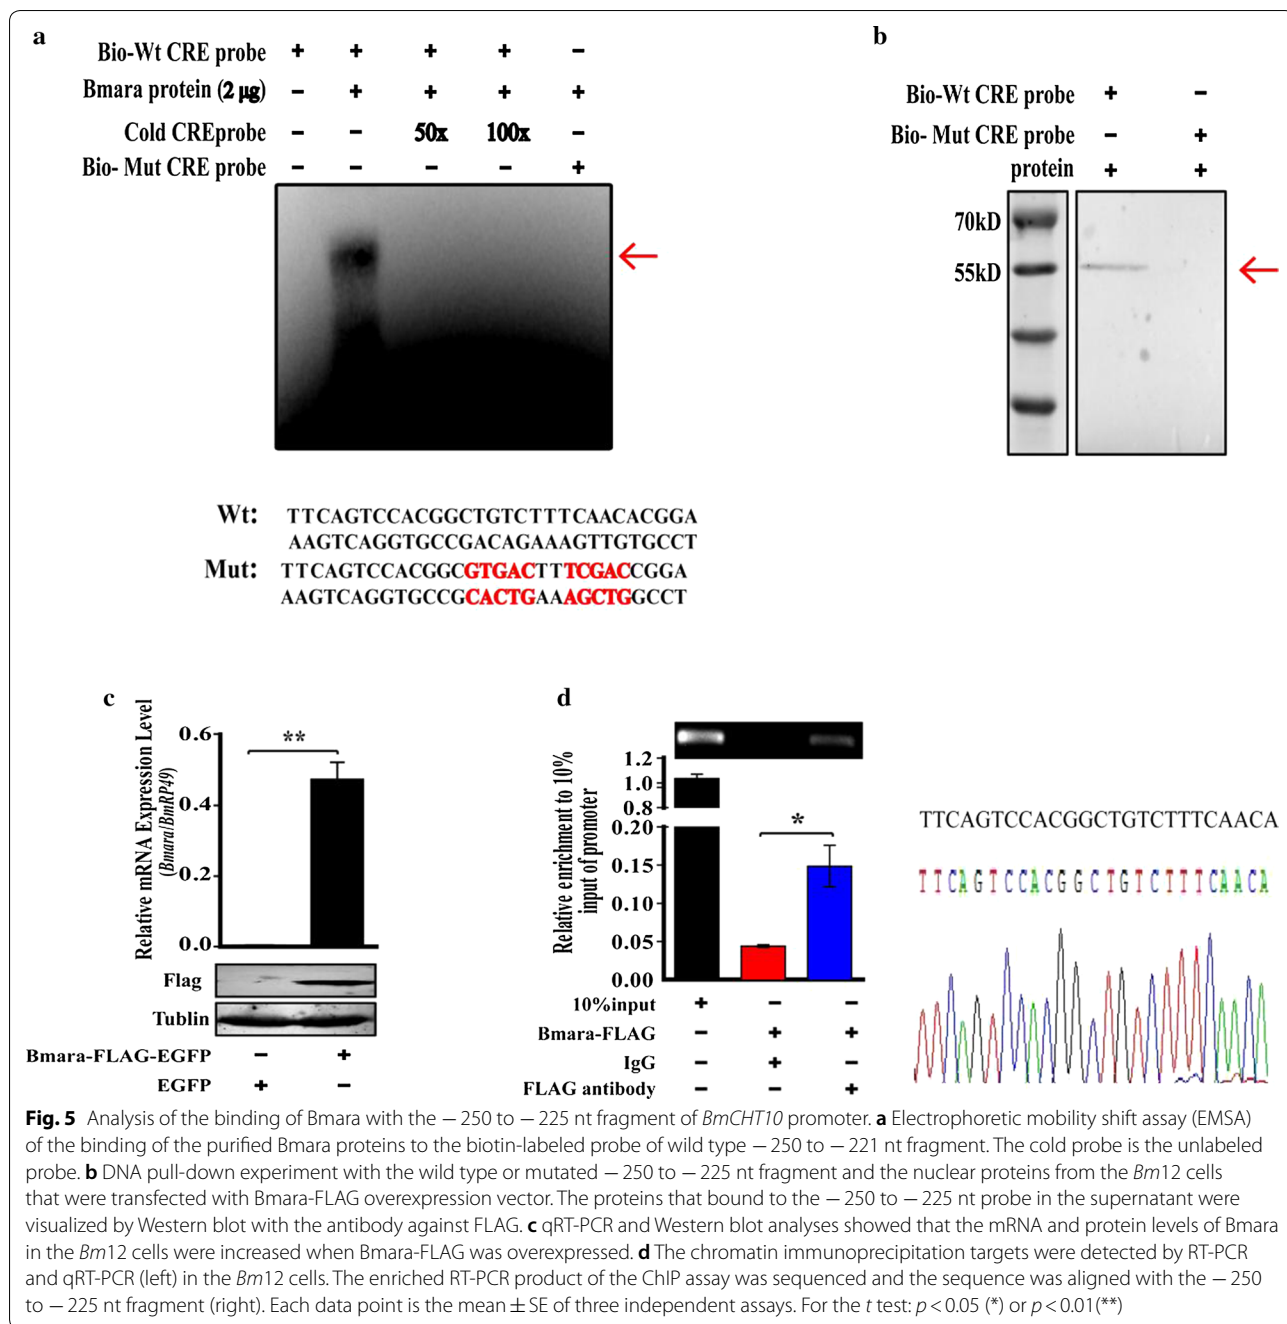 a
Bio-Wt CRE probe + + + + –
Bmara protein (2 μg) – + + + +
Cold CREprobe – – 50x 100x –
Bio- Mut CRE probe – – – – +
Wt: TTCAGTCCACGGCTGTCTTTCAACACGGA
AAGTCAGGTGCCGACAGAAAGTTGTGCCT
Mut: TTCAGTCCACGGCGTGACTTTCGACCGGA
AAGTCAGGTGCCGCACTGAAAGCTGGCCT
b
Bio-Wt CRE probe + –
Bio- Mut CRE probe – +
protein + +
70kD
55kD
c
Relative mRNA Expression Level
(Bmara/BmRP49)
0.6
0.4
0.2
0.0
**
Flag
Tublin
Bmara-FLAG-EGFP – +
EGFP + –
d
Relative enrichment to 10%
input of promoter
1.2
1.0
0.8
0.20
0.15
0.10
0.05
0.00
*
10%input + – –
Bmara-FLAG – + +
IgG – + –
FLAG antibody – – +
TTCAGTCCACGGCTGTCTTTCAACA
TTCAGTCCACGGCTGTCTTTCAACA
Fig. 5 Analysis of the binding of Bmara with the − 250 to − 225 nt fragment of BmCHT10 promoter. a Electrophoretic mobility shift assay (EMSA)
of the binding of the purified Bmara proteins to the biotin-labeled probe of wild type − 250 to − 221 nt fragment. The cold probe is the unlabeled
probe. b DNA pull-down experiment with the wild type or mutated − 250 to − 225 nt fragment and the nuclear proteins from the Bm12 cells
that were transfected with Bmara-FLAG overexpression vector. The proteins that bound to the − 250 to − 225 nt probe in the supernatant were
visualized by Western blot with the antibody against FLAG. c qRT-PCR and Western blot analyses showed that the mRNA and protein levels of Bmara
in the Bm12 cells were increased when Bmara-FLAG was overexpressed. d The chromatin immunoprecipitation targets were detected by RT-PCR
and qRT-PCR (left) in the Bm12 cells. The enriched RT-PCR product of the ChIP assay was sequenced and the sequence was aligned with the − 250
to − 225 nt fragment (right). Each data point is the mean ± SE of three independent assays. For the t test: p < 0.05 (*) or p < 0.01(**)